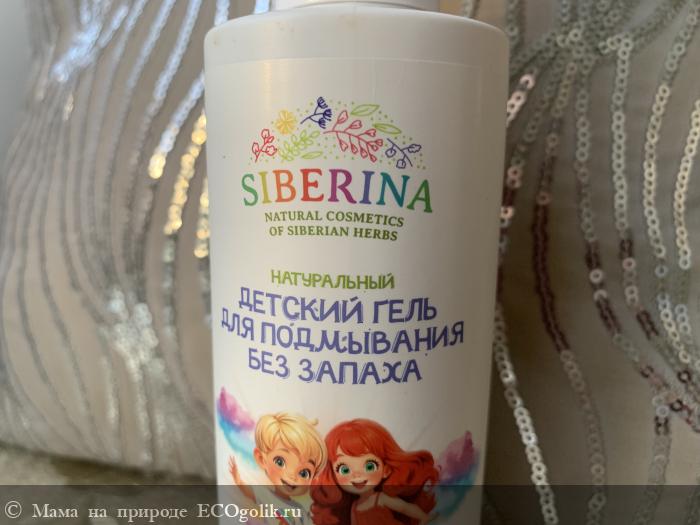 SIBERINA
NATURAL COSMETICS
OF SIBERIAN HERBS
НАТУРАЛЬНЫЙ
ДЕТСКИЙ ГЕЛЬ
ДЛЯ ПОДМЫВАНИЯ
БЕЗ ЗАПАХА
© Мама на природе ECOgolik.ru